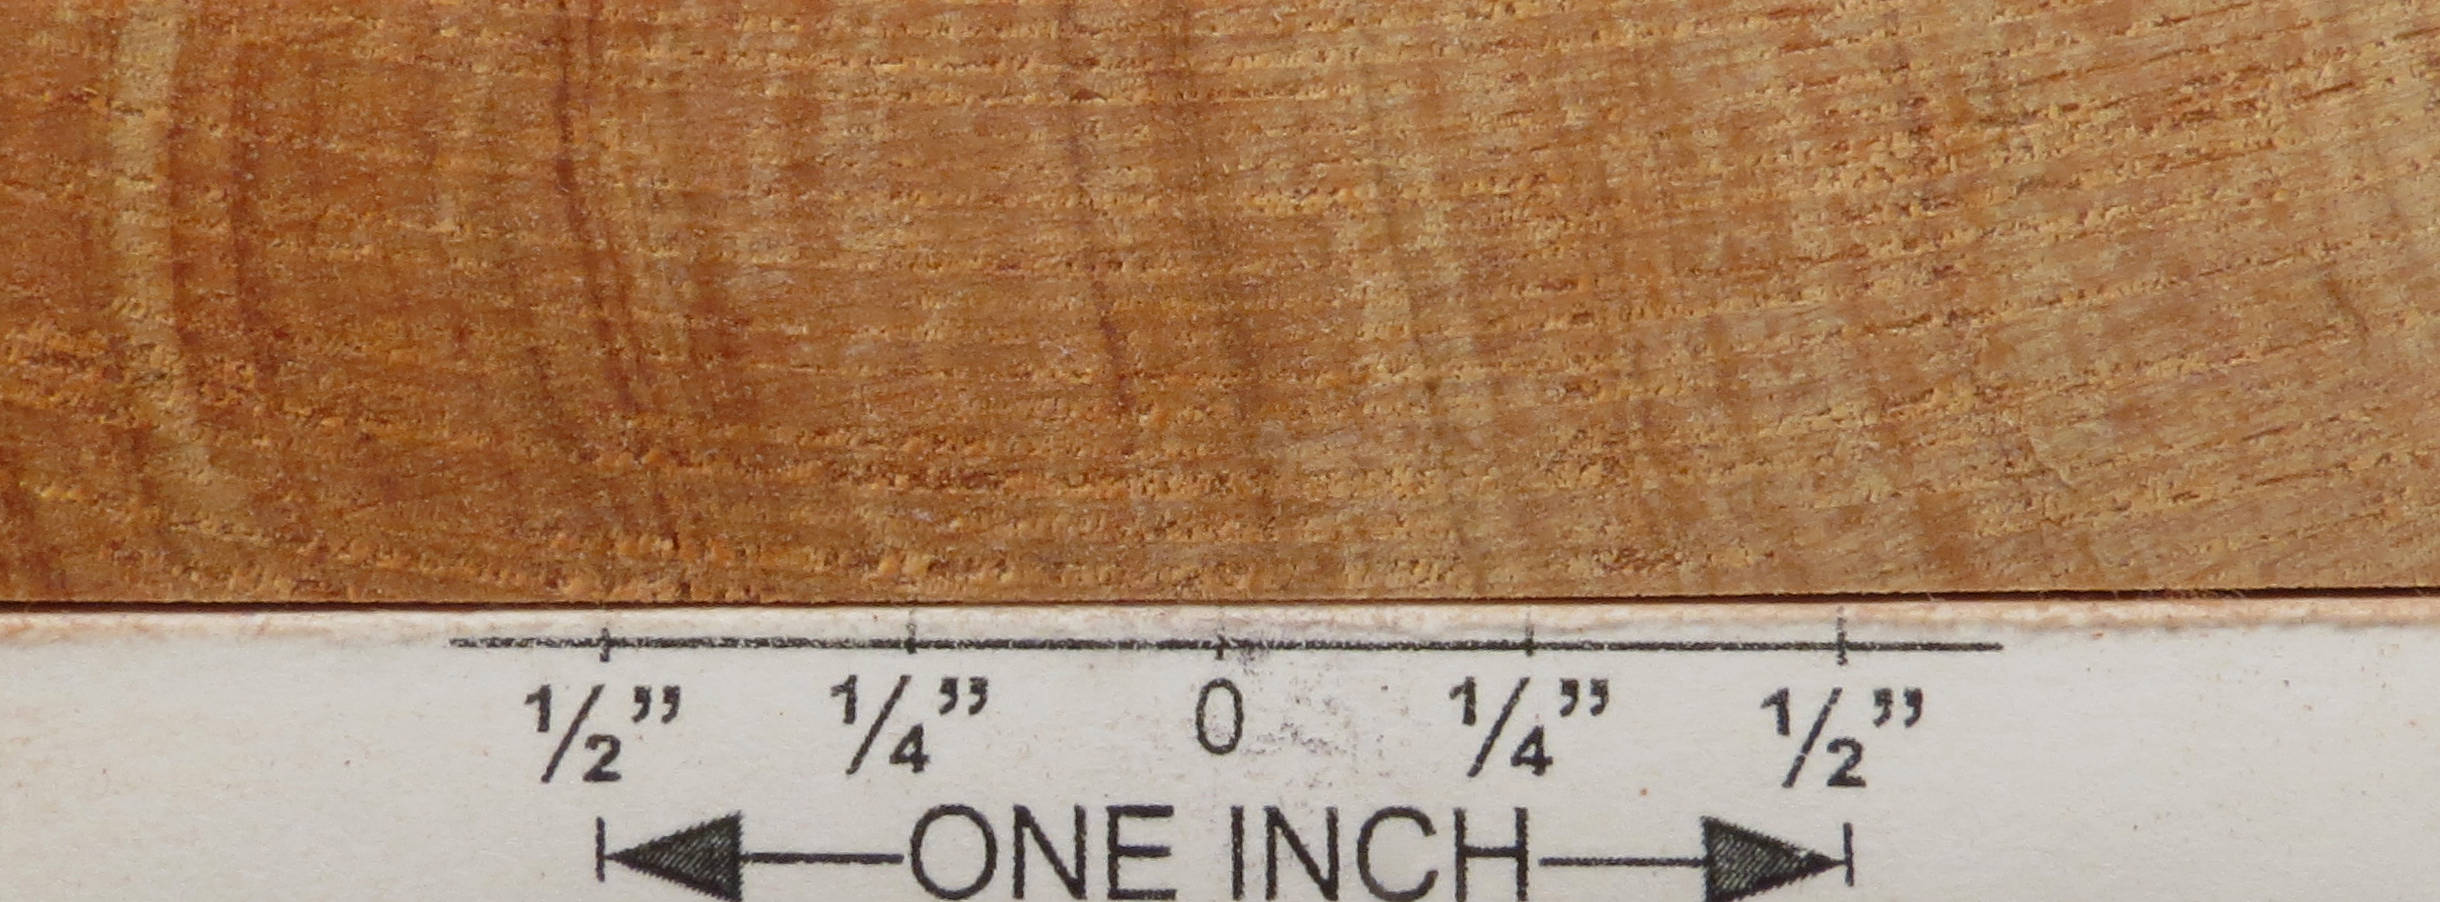 ½” ¼” 0 ¼” ½”
ONE INCH